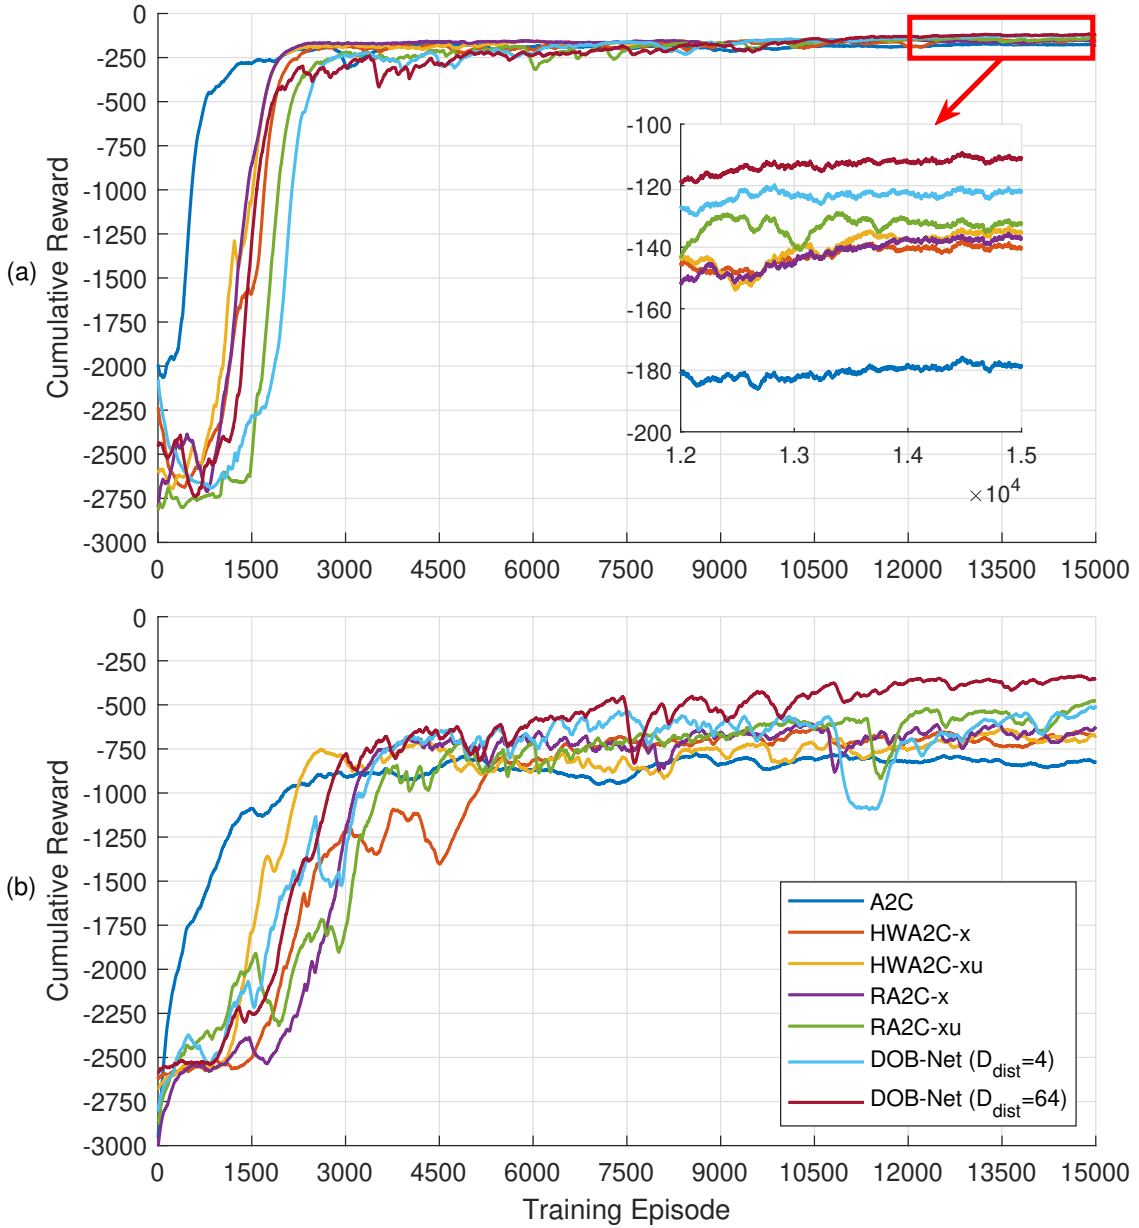 0
-250
-500
-750
-1000
-1250
-1500
-1750
-2000
-2250
-2500
-2750
-3000
Cumulative Reward
(a)
0 1500 3000 4500 6000 7500 9000 10500 12000 13500 15000
-100
-120
-140
-160
-180
-200
1.2 1.3 1.4 1.5
×10^4
0
-250
-500
-750
-1000
-1250
-1500
-1750
-2000
-2250
-2500
-2750
-3000
Cumulative Reward
(b)
A2C
HWA2C-x
HWA2C-xu
RA2C-x
RA2C-xu
DOB-Net (D_dist=4)
DOB-Net (D_dist=64)
0 1500 3000 4500 6000 7500 9000 10500 12000 13500 15000
Training Episode